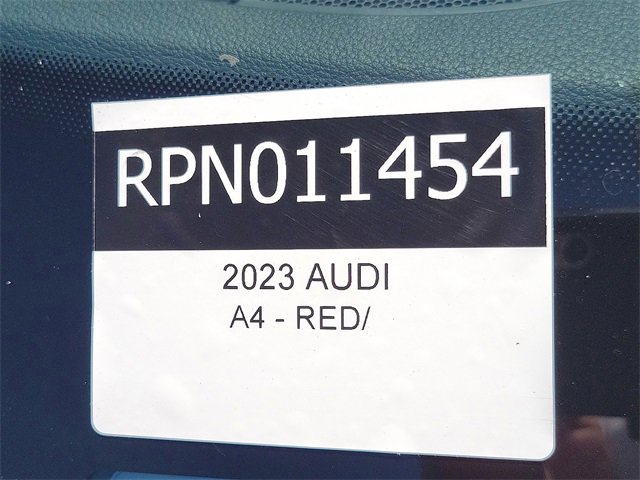 RPN011454
2023 AUDI
A4 - RED/